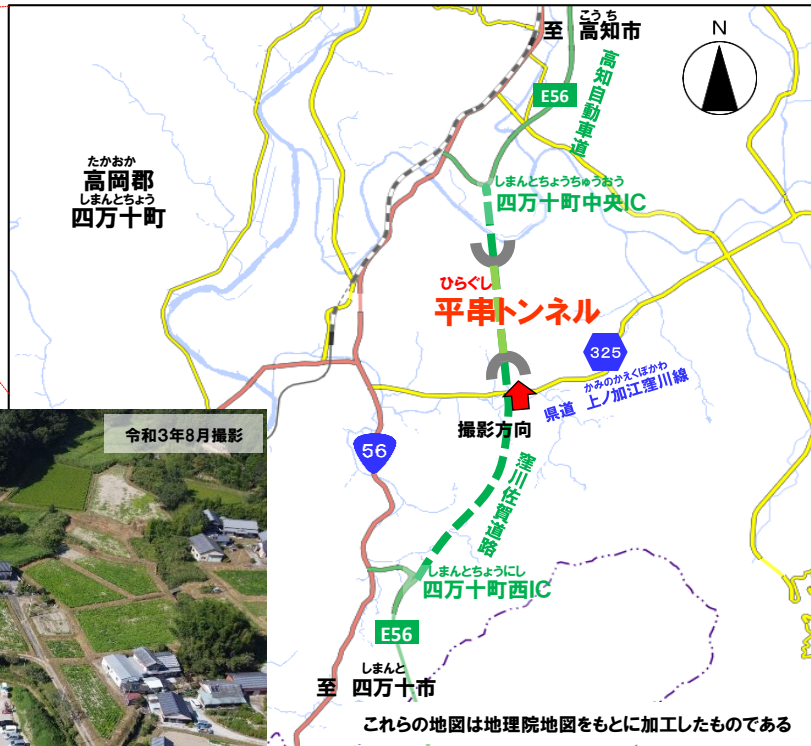 こうち
至 高知市
N
E56
高知自動車道
たかおか
高岡郡
しまんとちょう
四万十町
しまんとちょうちゅうおう
四万十町中央IC
ひらぐし
平串トンネル
325
かみのかえくぼかわ
県道 上ノ加江窪川線
撮影方向
令和3年8月撮影
56
窪川佐賀道路
しまんとちょうにし
四万十町西IC
E56
しまんと
至 四万十市
これらの地図は地理院地図をもとに加工したものである